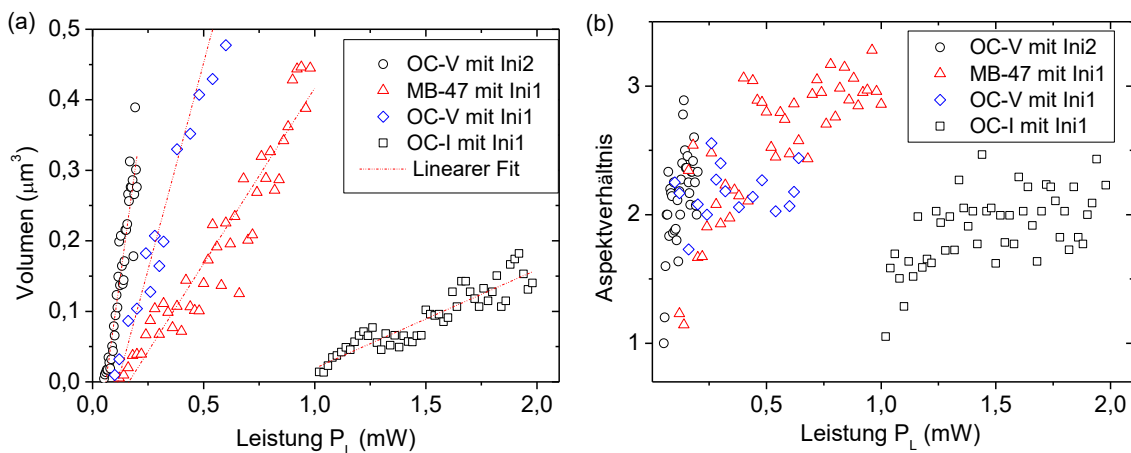 (a)
0,5
0,4
0,3
0,2
0,1
0,0
Volumen (μm³)
OC-V mit Ini2
MB-47 mit Ini1
OC-V mit Ini1
OC-I mit Ini1
Linearer Fit
0,0 0,5 1,0 1,5 2,0
Leistung P_L (mW)
(b)
3
2
1
Aspektverhältnis
OC-V mit Ini2
MB-47 mit Ini1
OC-V mit Ini1
OC-I mit Ini1
0,5 1,0 1,5 2,0
Leistung P_L (mW)